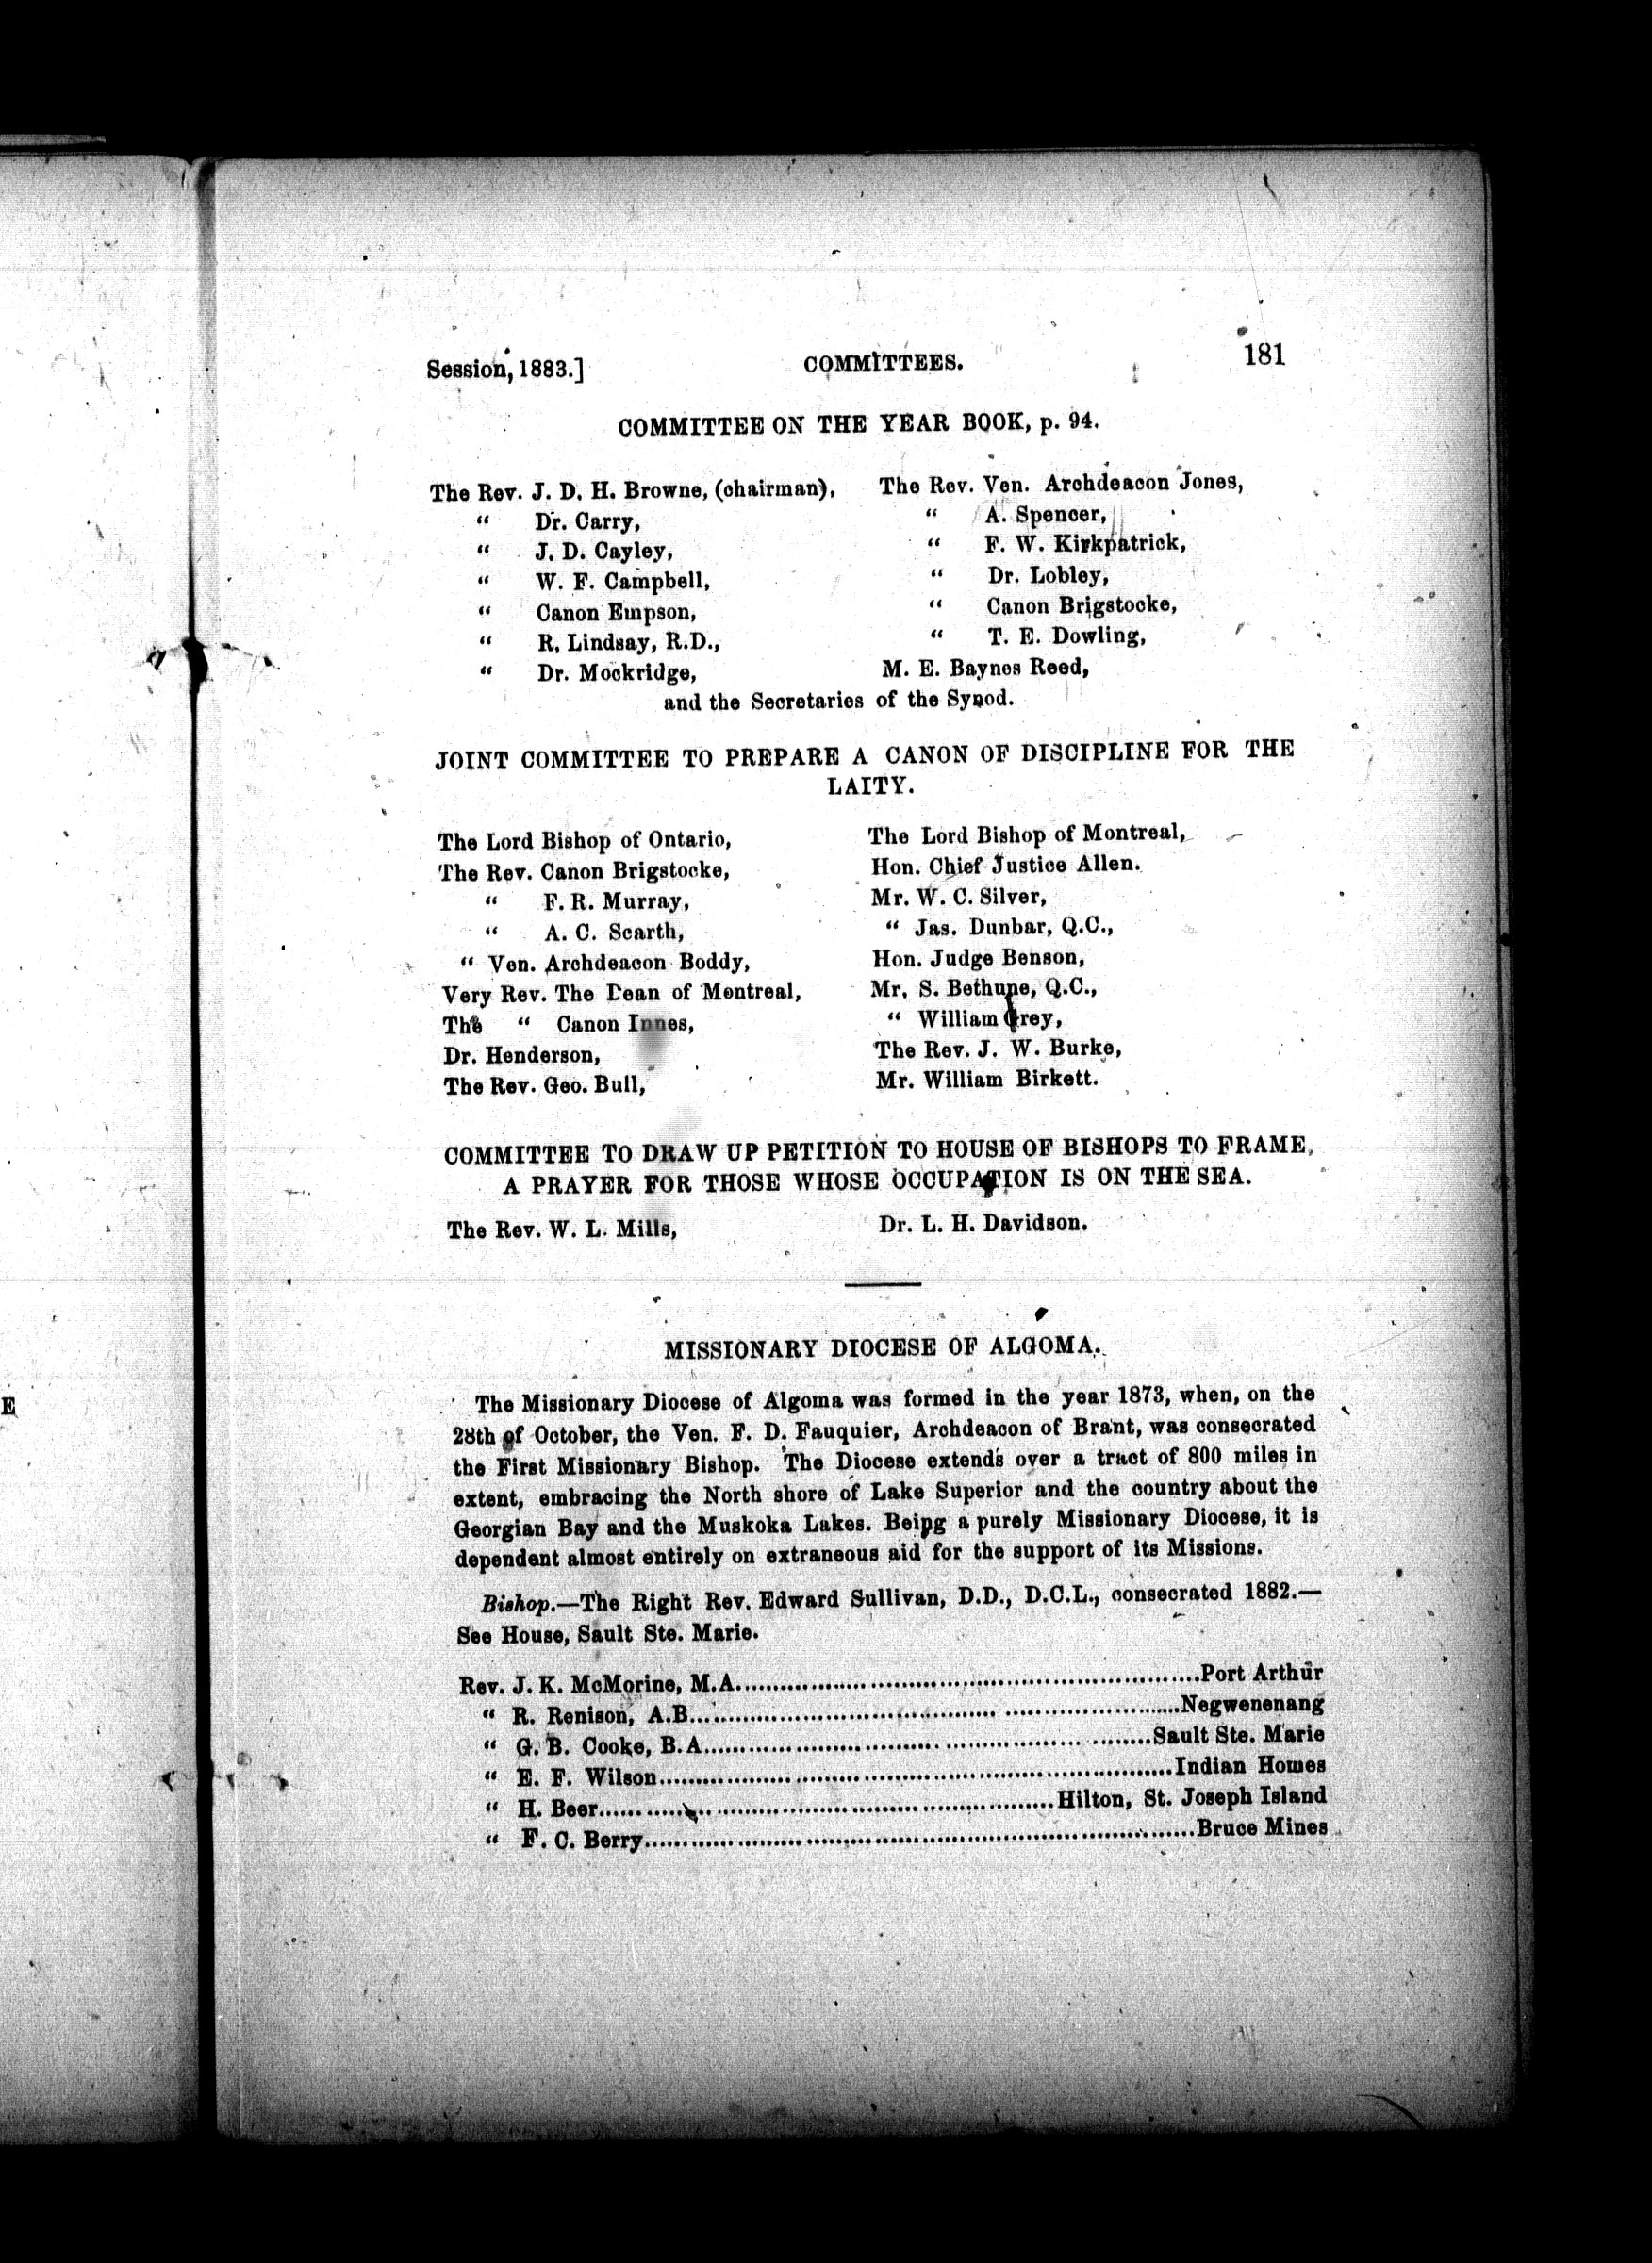 Session, 1883.] COMMITTEES. 181
COMMITTEE ON THE YEAR BOOK, p. 94.
The Rev. J. D. H. Browne, (chairman), The Rev. Ven. Archdeacon Jones,
“ Dr. Carry, “ A. Spencer,
“ J. D. Cayley, “ F. W. Kirkpatrick,
“ W. F. Campbell, “ Dr. Lobley,
“ Canon Empson, “ Canon Brigstocke,
“ R. Lindsay, R.D., “ T. E. Dowling,
“ Dr. Mockridge, M. E. Baynes Reed,
and the Secretaries of the Synod.
JOINT COMMITTEE TO PREPARE A CANON OF DISCIPLINE FOR THE
LAITY.
The Lord Bishop of Ontario, The Lord Bishop of Montreal,
The Rev. Canon Brigstocke, Hon. Chief Justice Allen.
“ F. R. Murray, Mr. W. C. Silver,
“ A. C. Scarth, “ Jas. Dunbar, Q.C.,
“ Ven. Archdeacon Boddy, Hon. Judge Benson,
Very Rev. The Dean of Montreal, Mr. S. Bethune, Q.C.,
The “ Canon Innes, “ William Grey,
Dr. Henderson, The Rev. J. W. Burke,
The Rev. Geo. Bull, Mr. William Birkett.
COMMITTEE TO DRAW UP PETITION TO HOUSE OF BISHOPS TO FRAME,
A PRAYER FOR THOSE WHOSE OCCUPATION IS ON THE SEA.
The Rev. W. L. Mills, Dr. L. H. Davidson.
MISSIONARY DIOCESE OF ALGOMA.
The Missionary Diocese of Algoma was formed in the year 1873, when, on the
28th of October, the Ven. F. D. Fauquier, Archdeacon of Brant, was consecrated
the First Missionary Bishop. The Diocese extends over a tract of 800 miles in
extent, embracing the North shore of Lake Superior and the country about the
Georgian Bay and the Muskoka Lakes. Being a purely Missionary Diocese, it is
dependent almost entirely on extraneous aid for the support of its Missions.
Bishop.—The Right Rev. Edward Sullivan, D.D., D.C.L., consecrated 1882.—
See House, Sault Ste. Marie.
Rev. J. K. McMorine, M.A..........Port Arthur
“ R. Renison, A.B..........Negwenenang
“ G. B. Cooke, B.A..........Sault Ste. Marie
“ E. F. Wilson..........Indian Homes
“ H. Beer..........Hilton, St. Joseph Island
“ F. C. Berry..........Bruce Mines
E